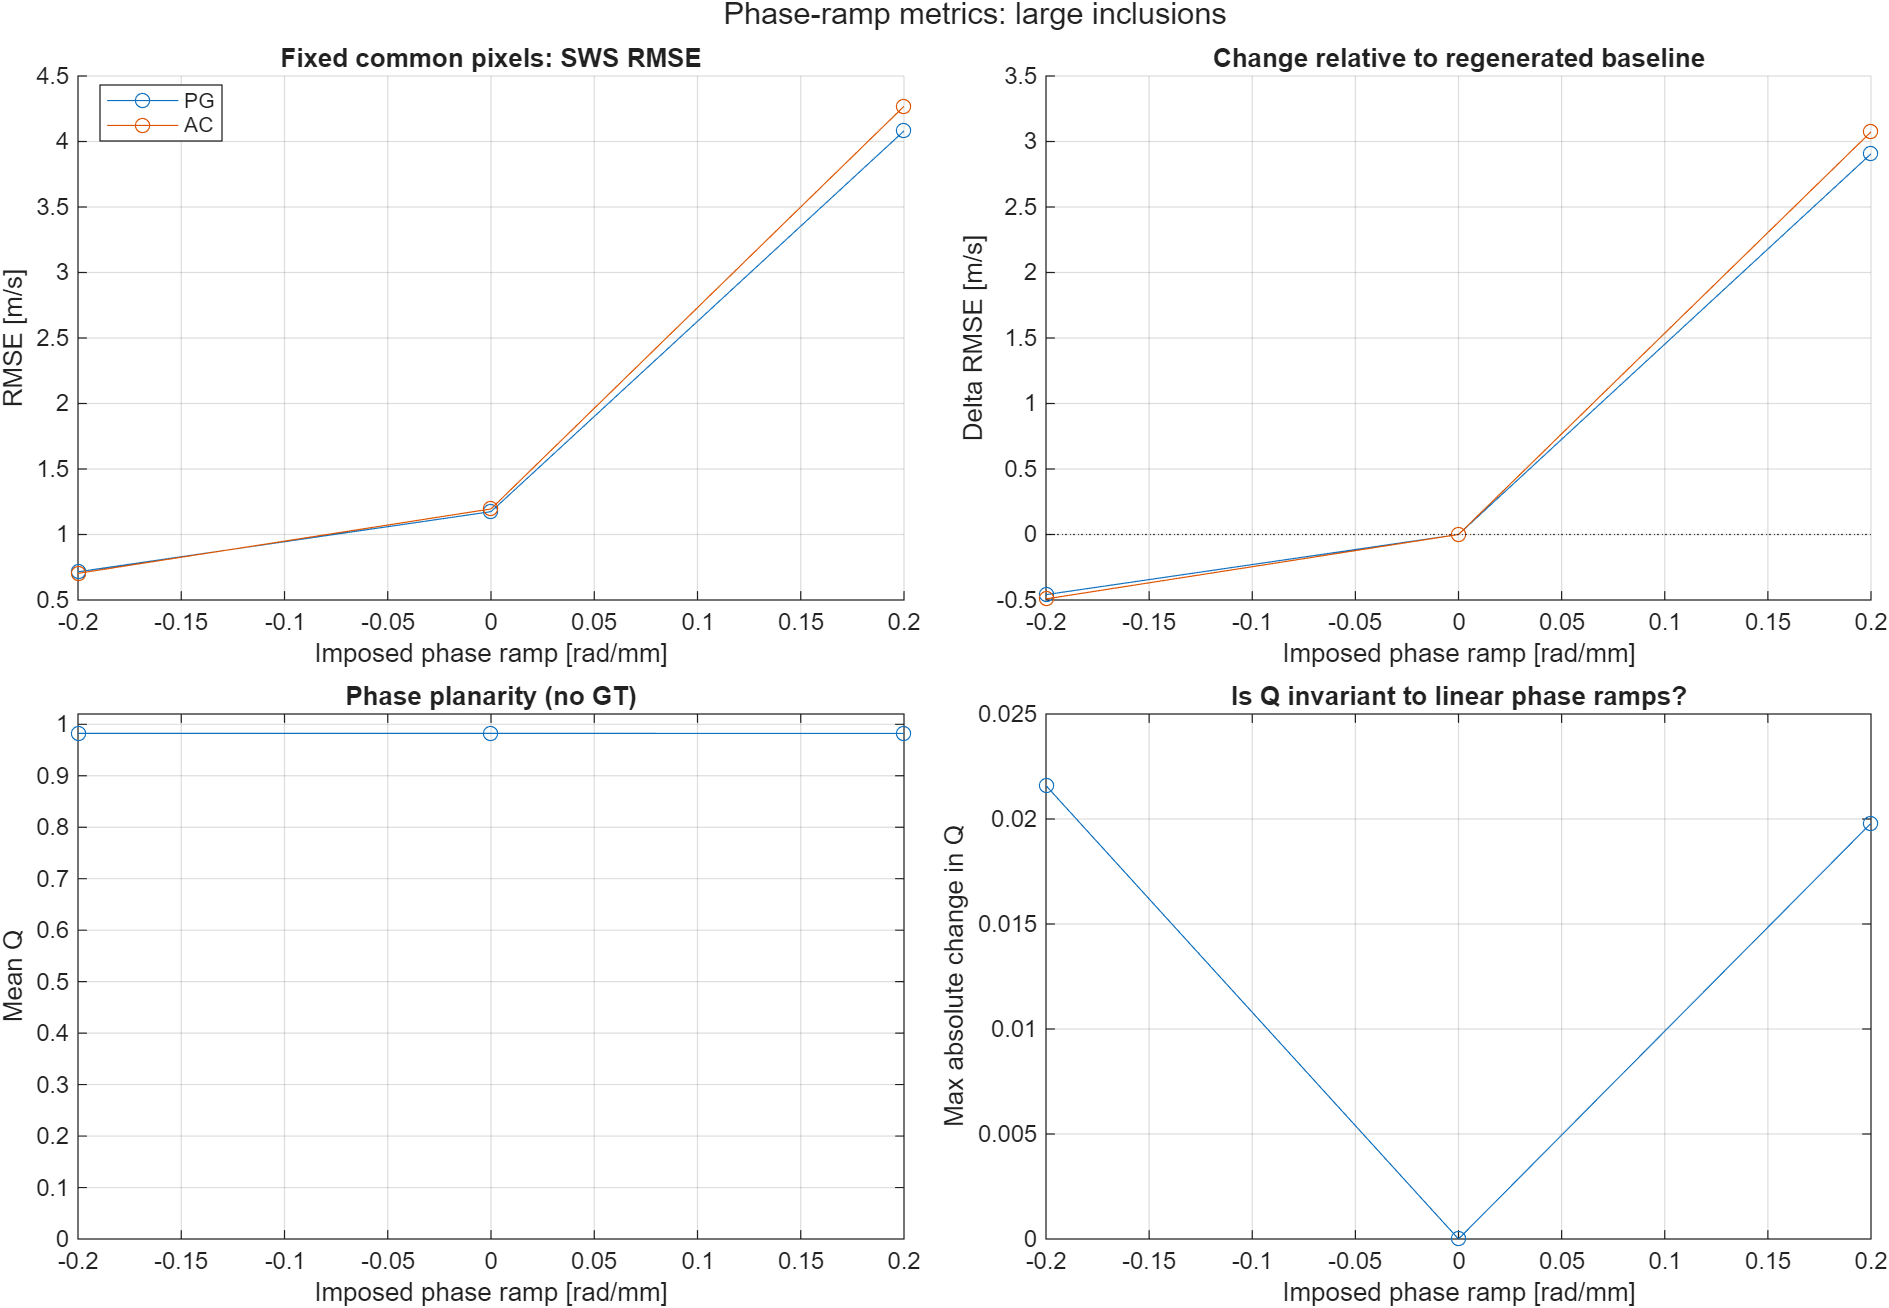 Phase-ramp metrics: large inclusions
Fixed common pixels: SWS RMSE
4.5
4
3.5
3
2.5
2
1.5
1
0.5
RMSE [m/s]
PG
AC
-0.2 -0.15 -0.1 -0.05 0 0.05 0.1 0.15 0.2
Imposed phase ramp [rad/mm]
Change relative to regenerated baseline
3.5
3
2.5
2
1.5
1
0.5
0
-0.5
Delta RMSE [m/s]
-0.2 -0.15 -0.1 -0.05 0 0.05 0.1 0.15 0.2
Imposed phase ramp [rad/mm]
Phase planarity (no GT)
1
0.9
0.8
0.7
0.6
0.5
0.4
0.3
0.2
0.1
0
Mean Q
-0.2 -0.15 -0.1 -0.05 0 0.05 0.1 0.15 0.2
Imposed phase ramp [rad/mm]
Is Q invariant to linear phase ramps?
0.025
0.02
0.015
0.01
0.005
0
Max absolute change in Q
-0.2 -0.15 -0.1 -0.05 0 0.05 0.1 0.15 0.2
Imposed phase ramp [rad/mm]